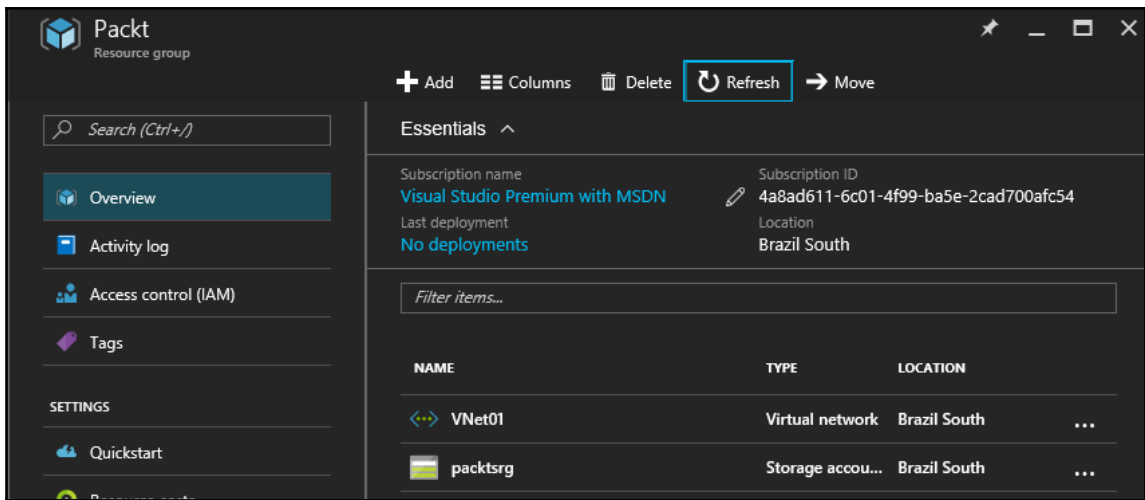 Packt
Resource group
Add Columns Delete Refresh Move
Search (Ctrl+/)
Essentials
Subscription name Subscription ID
Visual Studio Premium with MSDN 4a8ad611-6c01-4f99-ba5e-2cad700afc54
Last deployment Location
No deployments Brazil South
Overview
Activity log
Access control (IAM)
Tags
SETTINGS
Quickstart
Resource costs
Filter items...
NAME TYPE LOCATION
VNet01 Virtual network Brazil South ...
packtsrg Storage accou... Brazil South ...